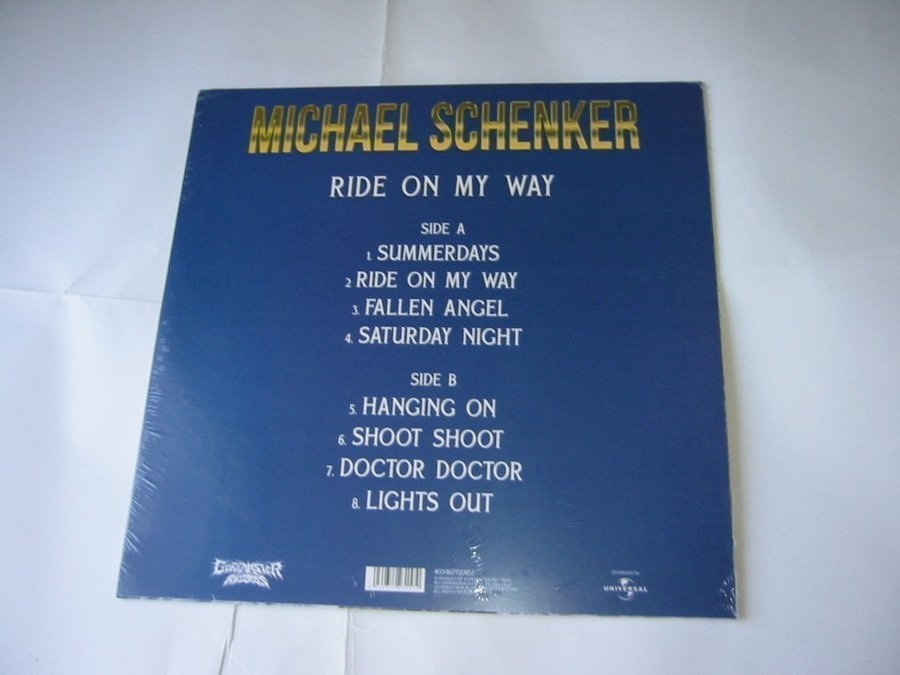 MICHAEL SCHENKER
RIDE ON MY WAY
SIDE A
1. SUMMERDAYS
2 RIDE ON MY WAY
3. FALLEN ANGEL
4. SATURDAY NIGHT
SIDE B
5. HANGING ON
6. SHOOT SHOOT
7. DOCTOR DOCTOR
8. LIGHTS OUT
RECORDS
UNIVERSAL